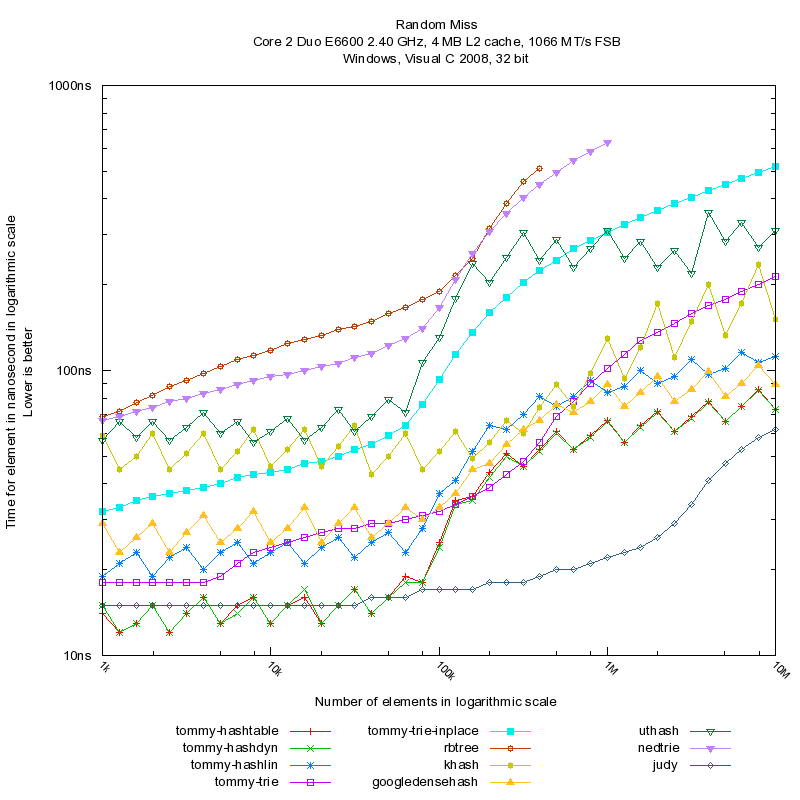 Random Miss
Core 2 Duo E6600 2.40 GHz, 4 MB L2 cache, 1066 MT/s FSB
Windows, Visual C 2008, 32 bit
Time for element in nanosecond in logarithmic scale
Lower is better
1000ns
100ns
10ns
1k
10k
100k
1M
10M
Number of elements in logarithmic scale
tommy-hashtable
tommy-hashdyn
tommy-hashlin
tommy-trie
tommy-trie-inplace
rbtree
khash
googledensehash
uthash
nedtrie
judy